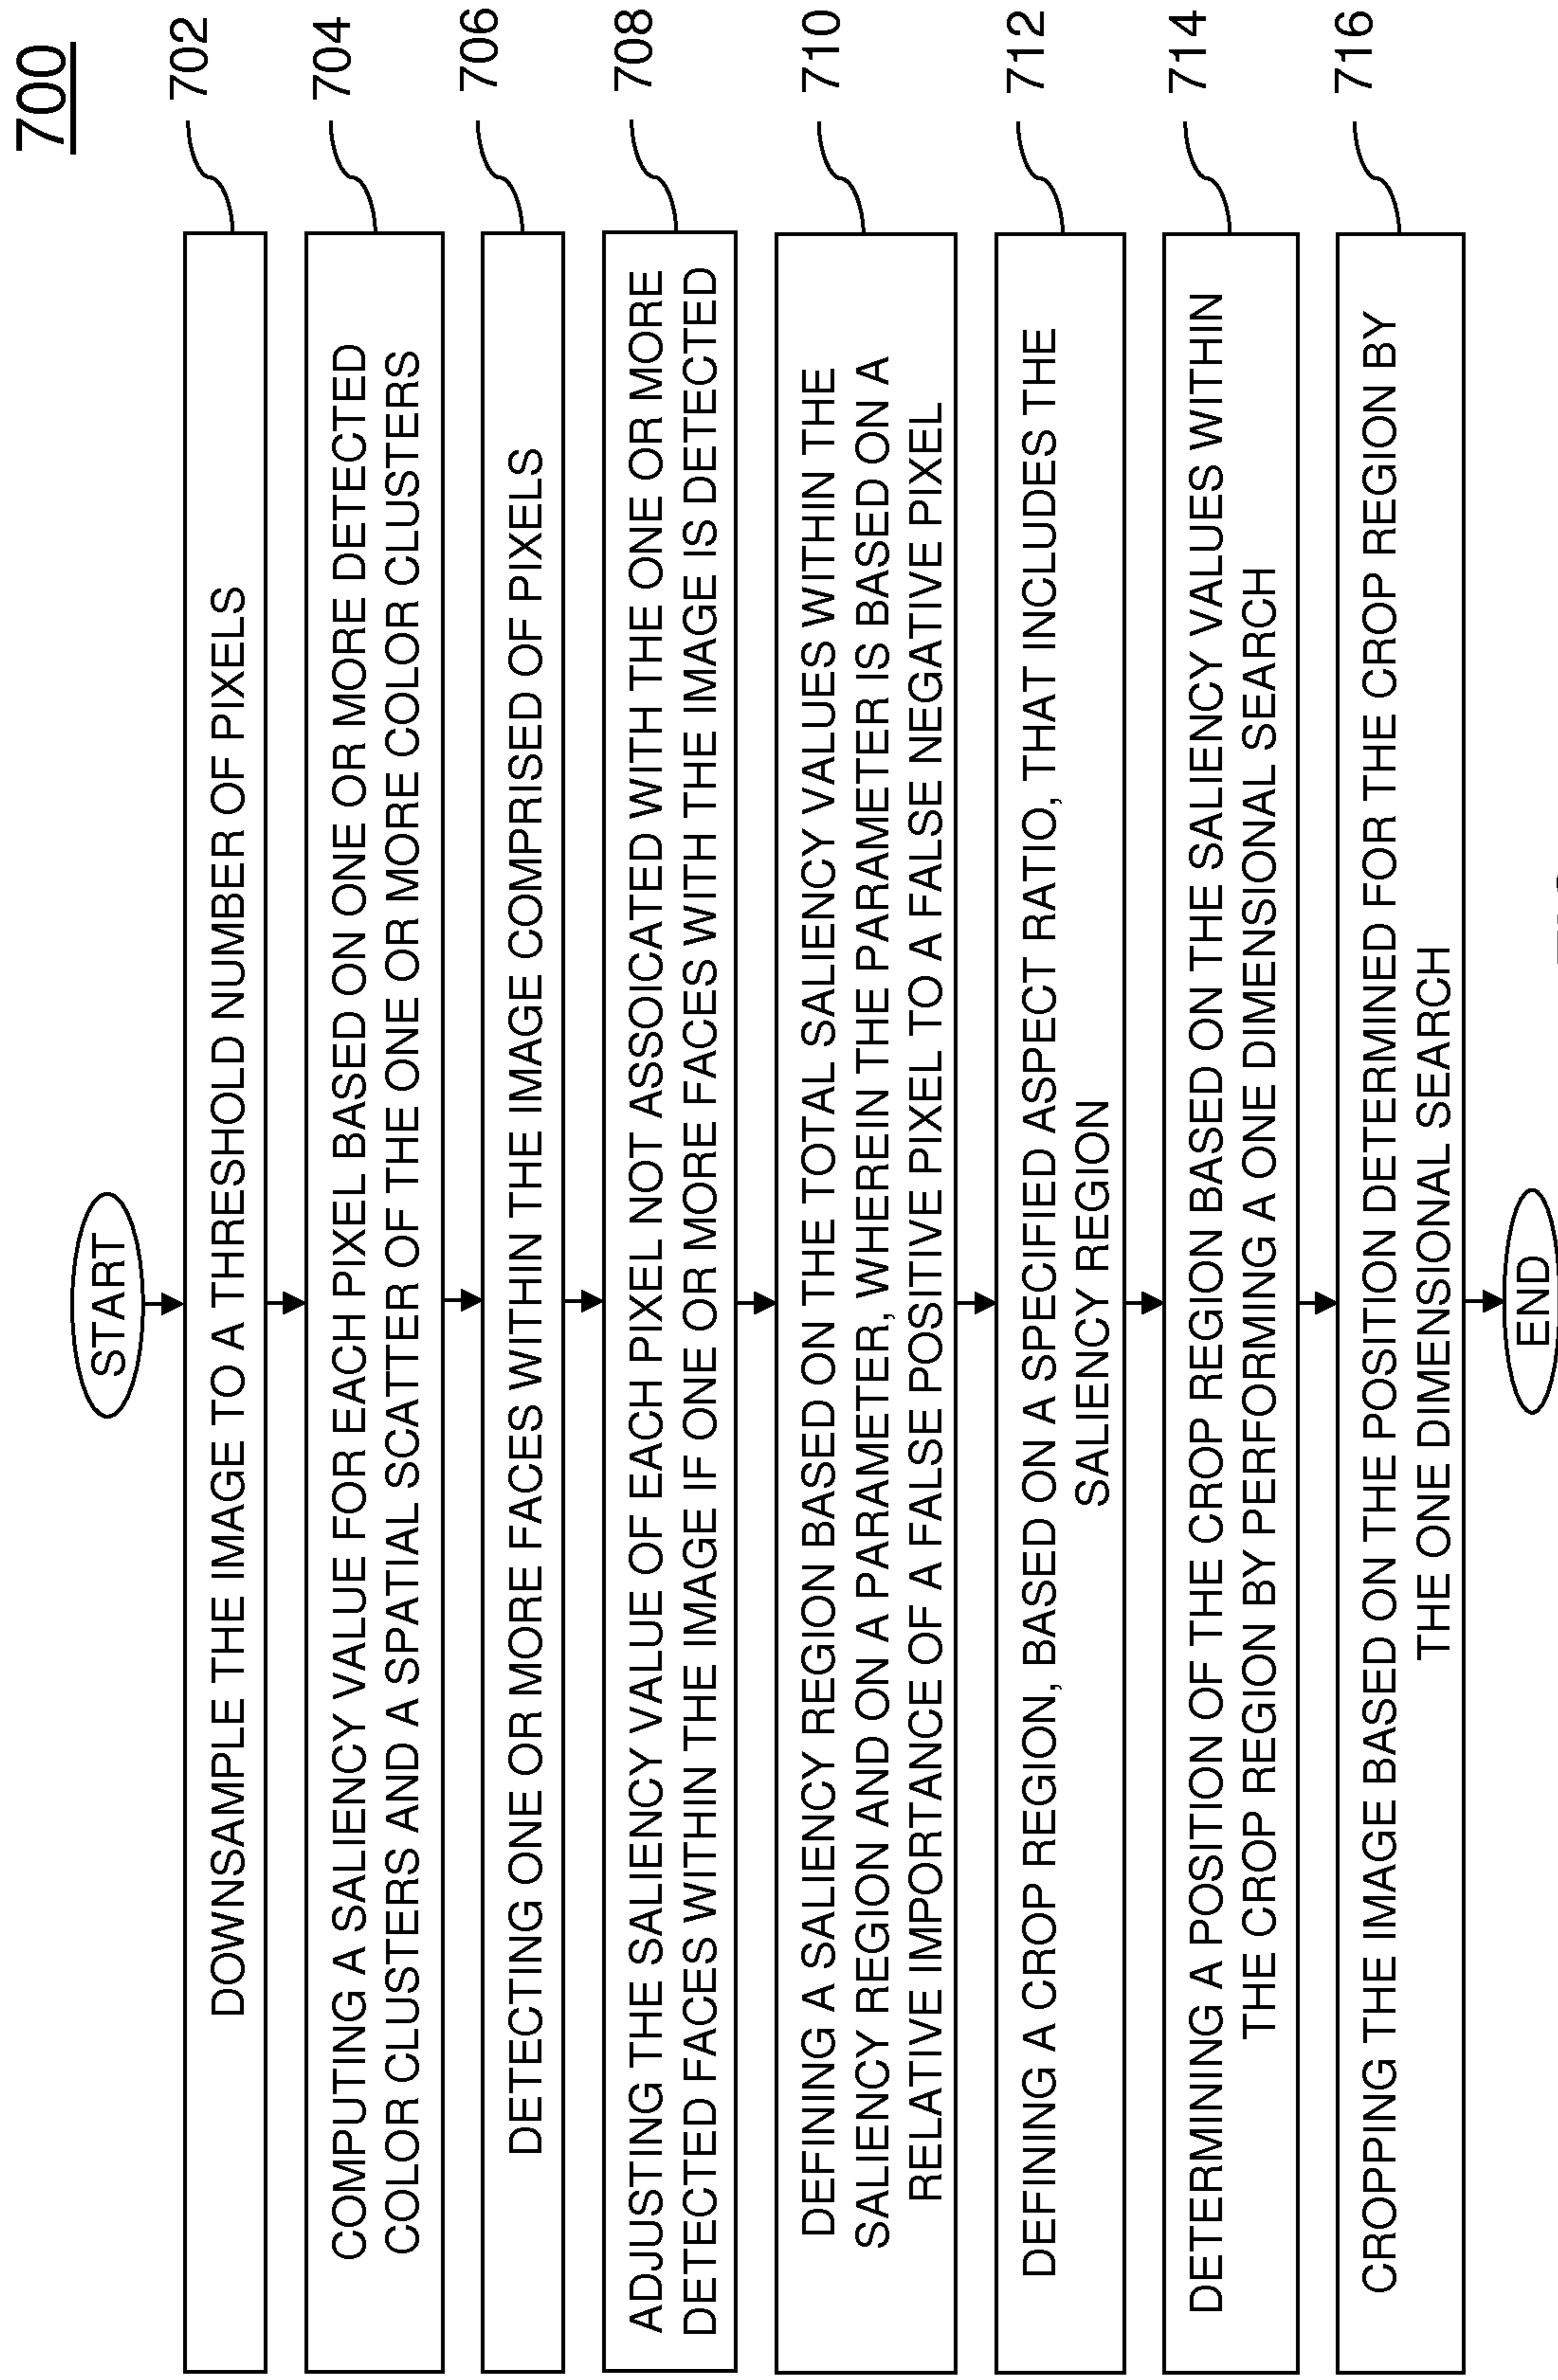 700
START
DOWNSAMPLE THE IMAGE TO A THRESHOLD NUMBER OF PIXELS
702
COMPUTING A SALIENCY VALUE FOR EACH PIXEL BASED ON ONE OR MORE DETECTED
COLOR CLUSTERS AND A SPATIAL SCATTER OF THE ONE OR MORE COLOR CLUSTERS
704
DETECTING ONE OR MORE FACES WITHIN THE IMAGE COMPRISED OF PIXELS
706
ADJUSTING THE SALIENCY VALUE OF EACH PIXEL NOT ASSOICATED WITH THE ONE OR MORE
DETECTED FACES WITHIN THE IMAGE IF ONE OR MORE FACES WITH THE IMAGE IS DETECTED
708
DEFINING A SALIENCY REGION BASED ON THE TOTAL SALIENCY VALUES WITHIN THE
SALIENCY REGION AND ON A PARAMETER, WHEREIN THE PARAMETER IS BASED ON A
RELATIVE IMPORTANCE OF A FALSE POSITIVE PIXEL TO A FALSE NEGATIVE PIXEL
710
DEFINING A CROP REGION, BASED ON A SPECIFIED ASPECT RATIO, THAT INCLUDES THE
SALIENCY REGION
712
DETERMINING A POSITION OF THE CROP REGION BASED ON THE SALIENCY VALUES WITHIN
THE CROP REGION BY PERFORMING A ONE DIMENSIONAL SEARCH
714
CROPPING THE IMAGE BASED ON THE POSITION DETERMINED FOR THE CROP REGION BY
THE ONE DIMENSIONAL SEARCH
716
END